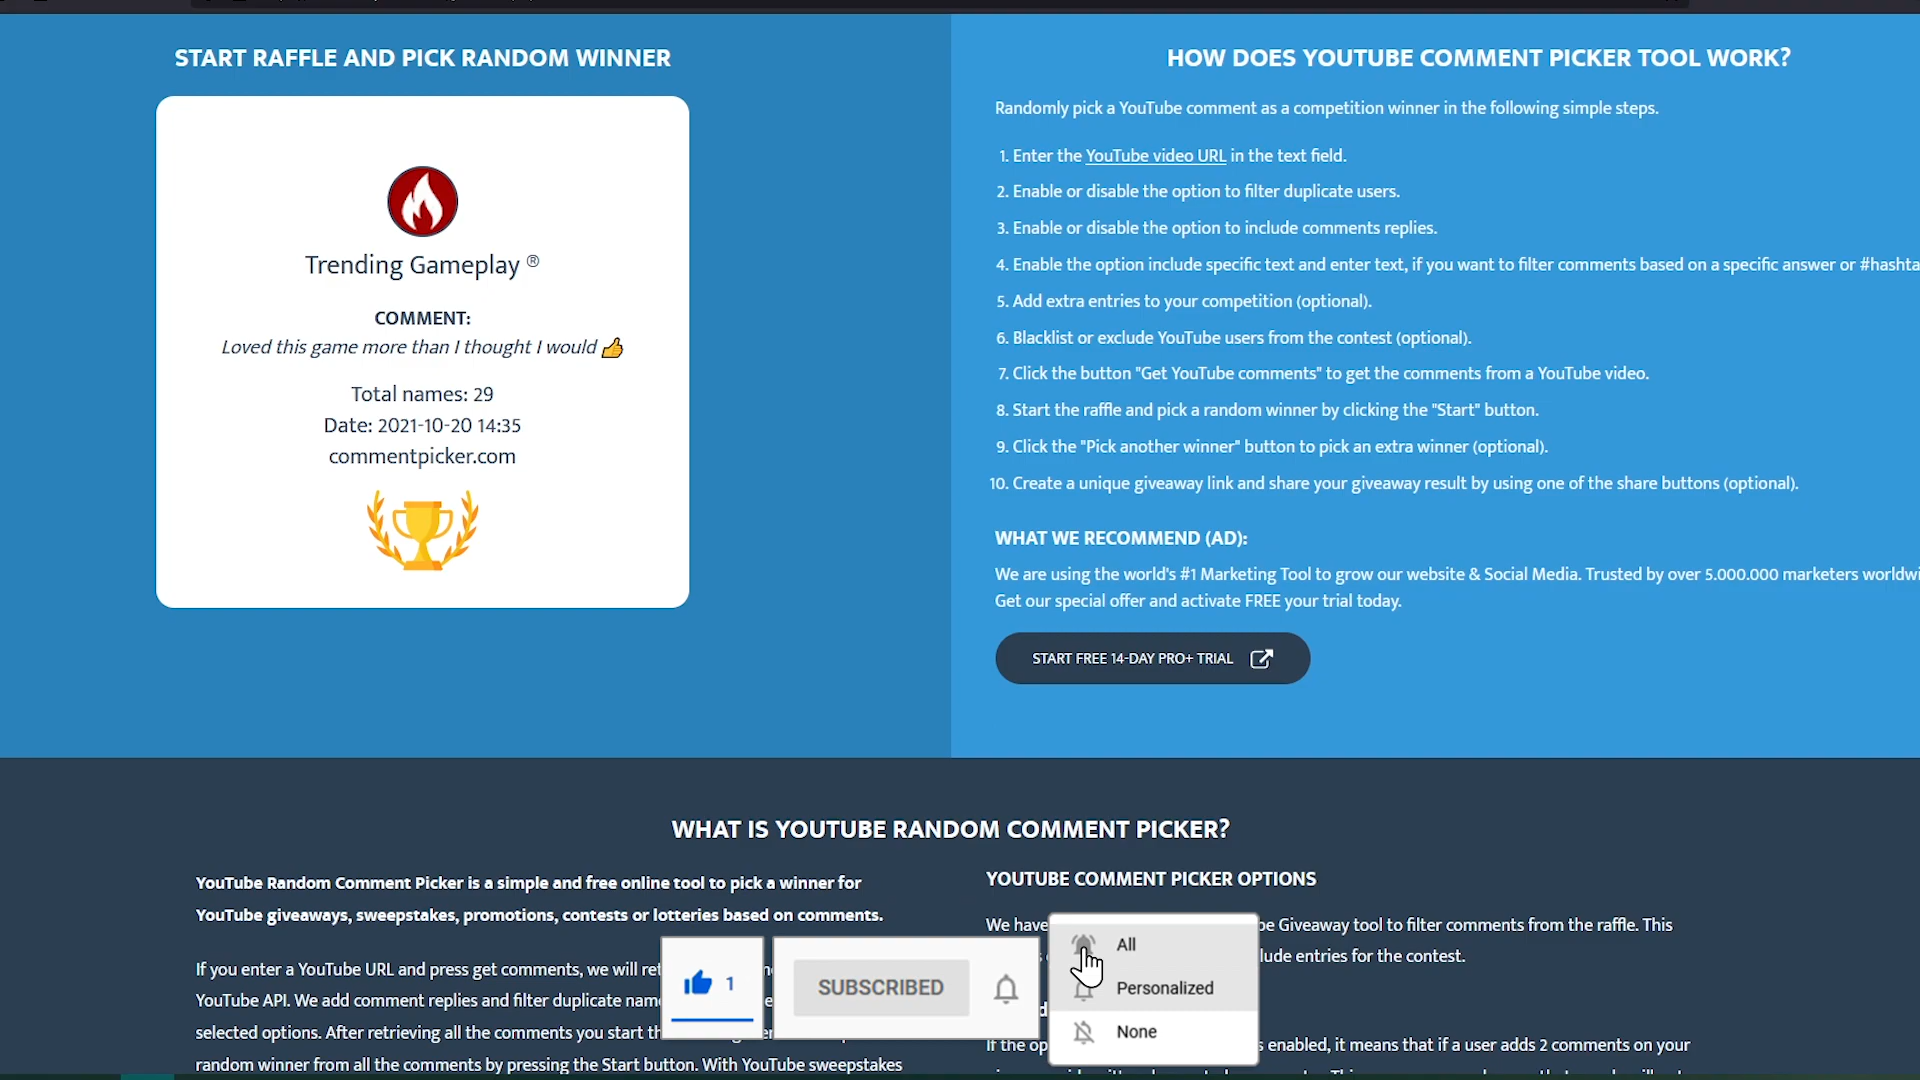 START RAFFLE AND PICK RANDOM WINNER
Trending Gameplay ®
COMMENT:
Loved this game more than I thought I would 👍
Total names: 29
Date: 2021-10-20 14:35
commentpicker.com
HOW DOES YOUTUBE COMMENT PICKER TOOL WORK?
Randomly pick a YouTube comment as a competition winner in the following simple steps.
1. Enter the YouTube video URL in the text field.
2. Enable or disable the option to filter duplicate users.
3. Enable or disable the option to include comments replies.
4. Enable the option include specific text and enter text, if you want to filter comments based on a specific answer or #hashta
5. Add extra entries to your competition (optional).
6. Blacklist or exclude YouTube users from the contest (optional).
7. Click the button "Get YouTube comments" to get the comments from a YouTube video.
8. Start the raffle and pick a random winner by clicking the "Start" button.
9. Click the "Pick another winner" button to pick an extra winner (optional).
10. Create a unique giveaway link and share your giveaway result by using one of the share buttons (optional).
WHAT WE RECOMMEND (AD):
We are using the world's #1 Marketing Tool to grow our website & Social Media. Trusted by over 5.000.000 marketers worldwi
Get our special offer and activate FREE your trial today.
START FREE 14-DAY PRO+ TRIAL
WHAT IS YOUTUBE RANDOM COMMENT PICKER?
YouTube Random Comment Picker is a simple and free online tool to pick a winner for
YouTube giveaways, sweepstakes, promotions, contests or lotteries based on comments.
If you enter a YouTube URL and press get comments, we will ret
YouTube API. We add comment replies and filter duplicate nam
selected options. After retrieving all the comments you start th
random winner from all the comments by pressing the Start button. With YouTube sweepstakes
YOUTUBE COMMENT PICKER OPTIONS
We have be Giveaway tool to filter comments from the raffle. This
lude entries for the contest.
If the op s enabled, it means that if a user adds 2 comments on your
1
SUBSCRIBED
All
Personalized
None